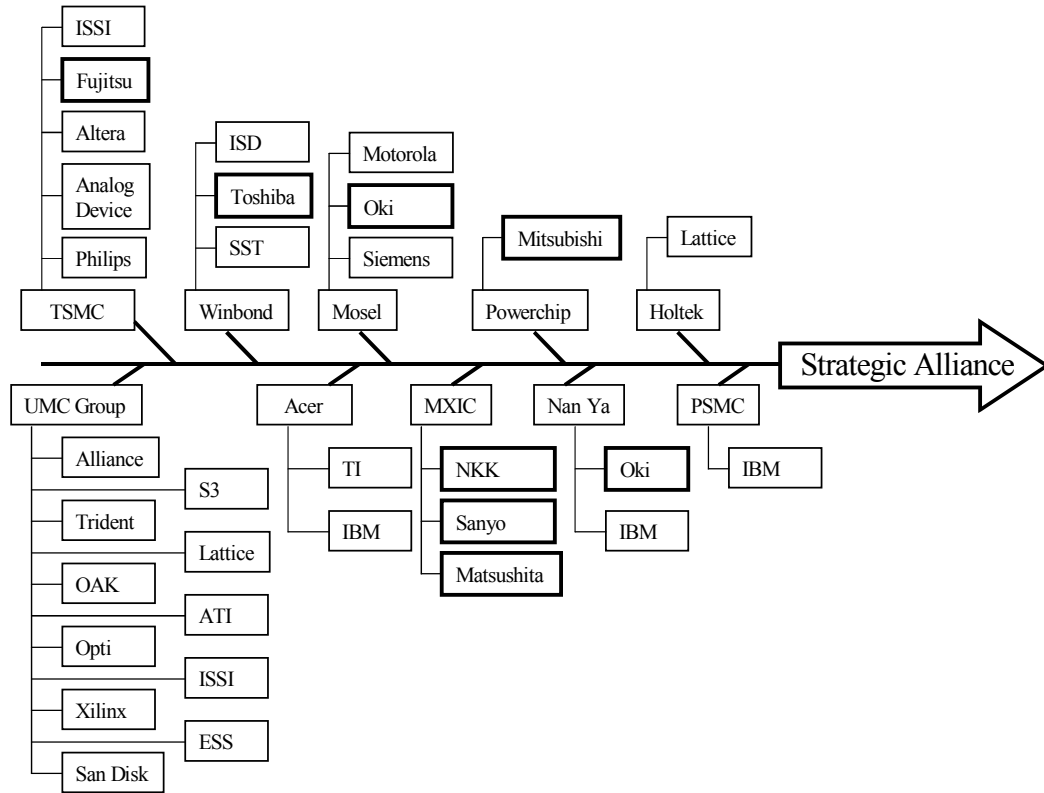 ISSI
Fujitsu
Altera
Analog
Device
Philips
TSMC
ISD
Toshiba
SST
Winbond
Motorola
Oki
Siemens
Mosel
Mitsubishi
Powerchip
Lattice
Holtek
Strategic Alliance
UMC Group
Alliance
S3
Trident
Lattice
OAK
ATI
Opti
ISSI
Xilinx
ESS
San Disk
Acer
TI
IBM
MXIC
NKK
Sanyo
Matsushita
Nan Ya
Oki
IBM
PSMC
IBM